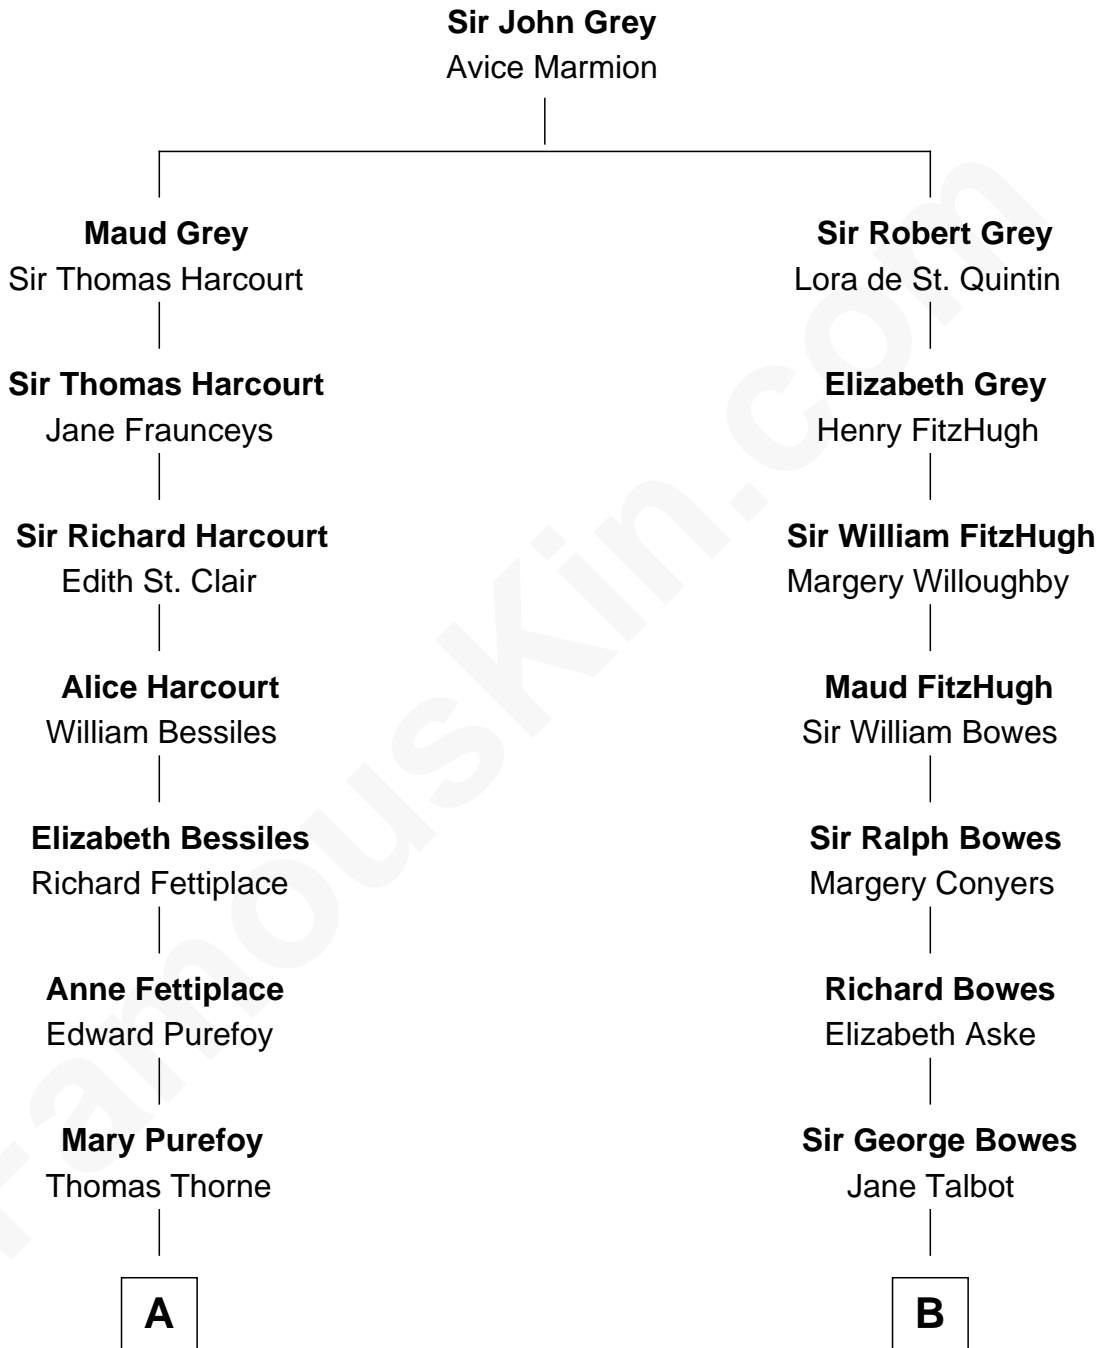 Sir John Grey
Avice Marmion
Maud Grey
Sir Thomas Harcourt
Sir Robert Grey
Lora de St. Quintin
Sir Thomas Harcourt
Jane Fraunceys
Elizabeth Grey
Henry FitzHugh
Sir Richard Harcourt
Edith St. Clair
Sir William FitzHugh
Margery Willoughby
Alice Harcourt
William Bessiles
Maud FitzHugh
Sir William Bowes
Elizabeth Bessiles
Richard Fettiplace
Sir Ralph Bowes
Margery Conyers
Anne Fettiplace
Edward Purefoy
Richard Bowes
Elizabeth Aske
Mary Purefoy
Thomas Thorne
Sir George Bowes
Jane Talbot
A
B
FamousKin.com